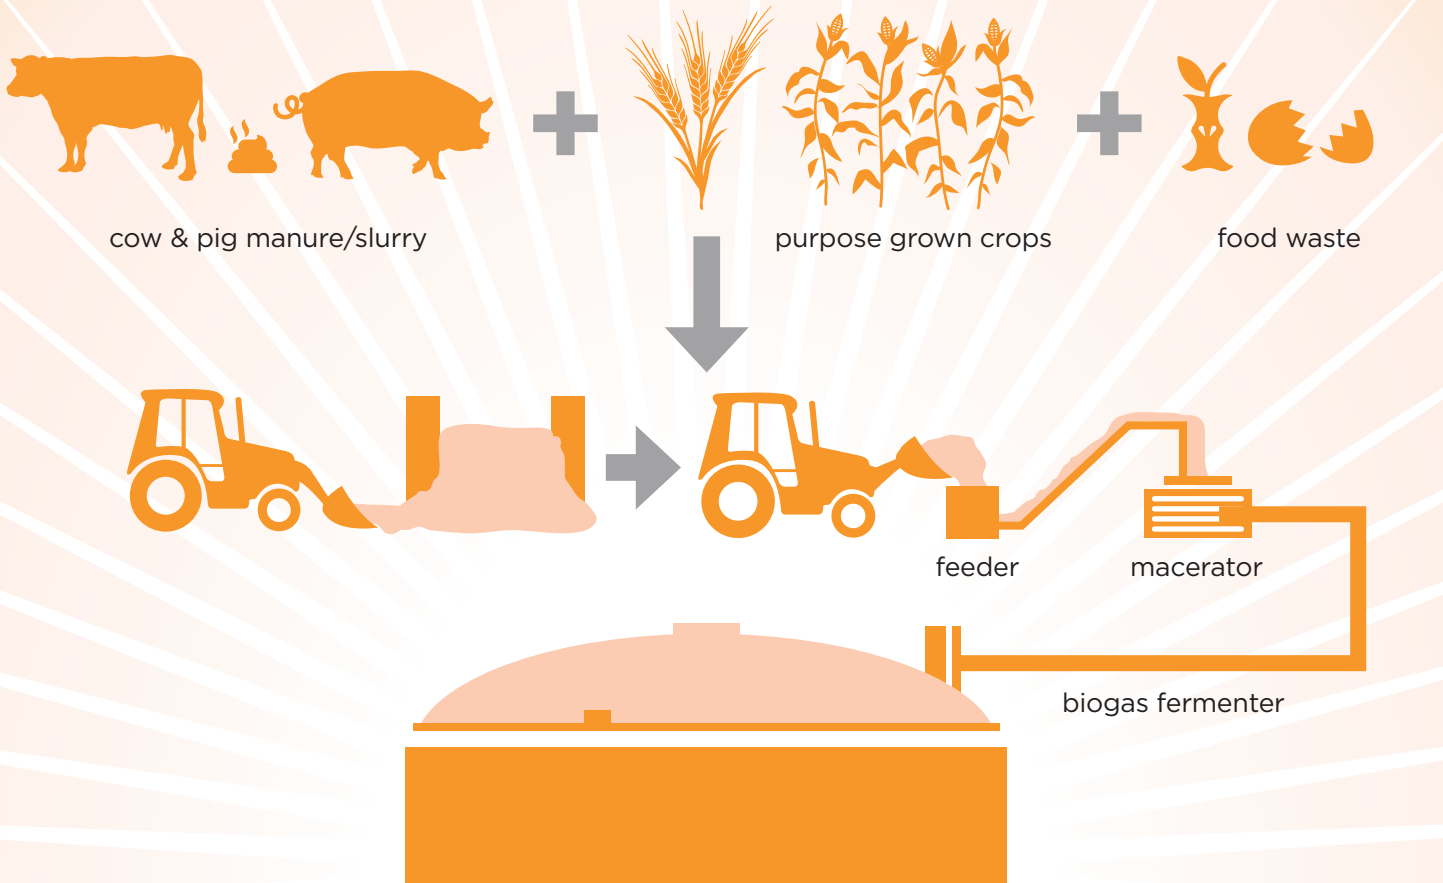 cow & pig manure/slurry
purpose grown crops
food waste
feeder
macerator
biogas fermenter